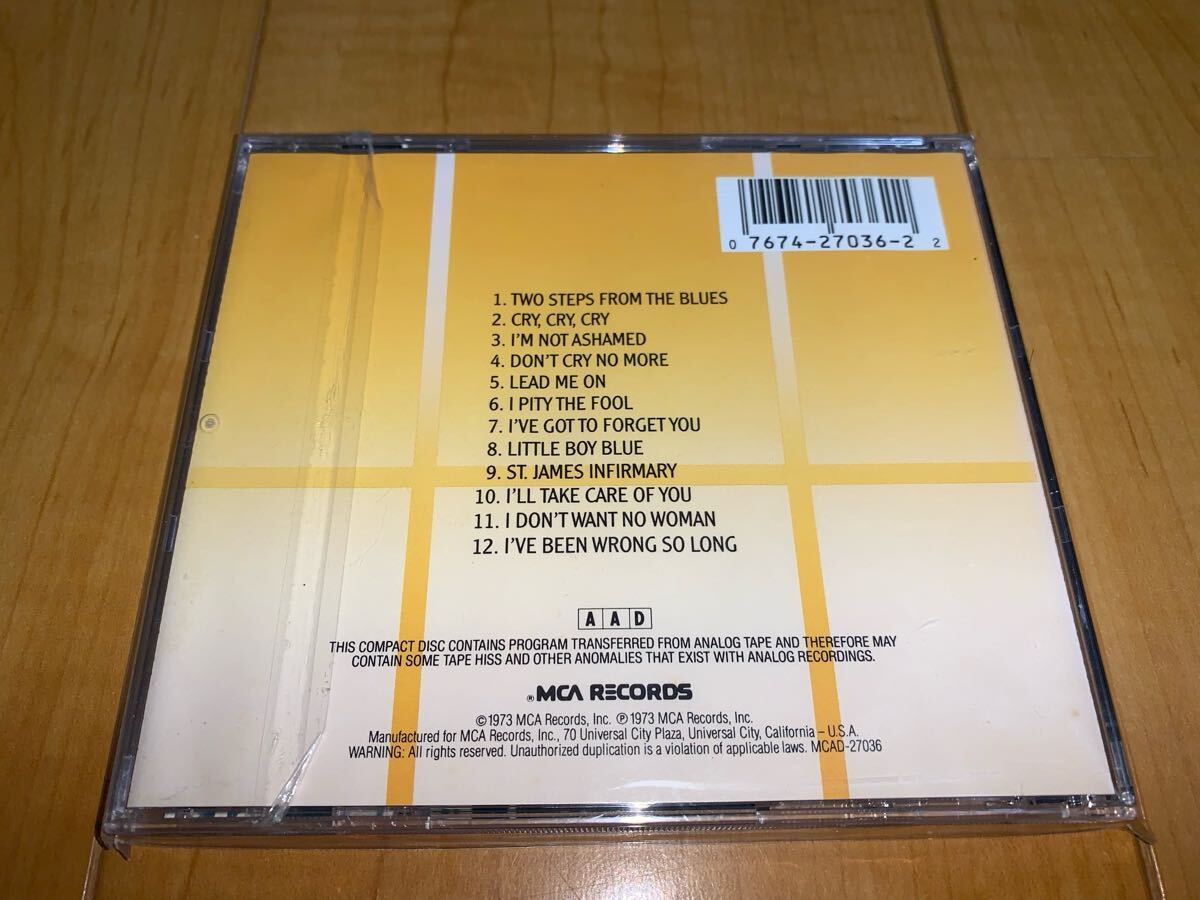 0 7674-27036-2 2
1. TWO STEPS FROM THE BLUES
2. CRY, CRY, CRY
3. I'M NOT ASHAMED
4. DON'T CRY NO MORE
5. LEAD ME ON
6. I PITY THE FOOL
7. I'VE GOT TO FORGET YOU
8. LITTLE BOY BLUE
9. ST. JAMES INFIRMARY
10. I'LL TAKE CARE OF YOU
11. I DON'T WANT NO WOMAN
12. I'VE BEEN WRONG SO LONG
A A D
THIS COMPACT DISC CONTAINS PROGRAM TRANSFERRED FROM ANALOG TAPE AND THEREFORE MAY
CONTAIN SOME TAPE HISS AND OTHER ANOMALIES THAT EXIST WITH ANALOG RECORDINGS.
® MCA RECORDS
©1973 MCA Records, Inc. ℗1973 MCA Records, Inc.
Manufactured for MCA Records, Inc., 70 Universal City Plaza, Universal City, California – U.S.A.
WARNING: All rights reserved. Unauthorized duplication is a violation of applicable laws. MCAD-27036